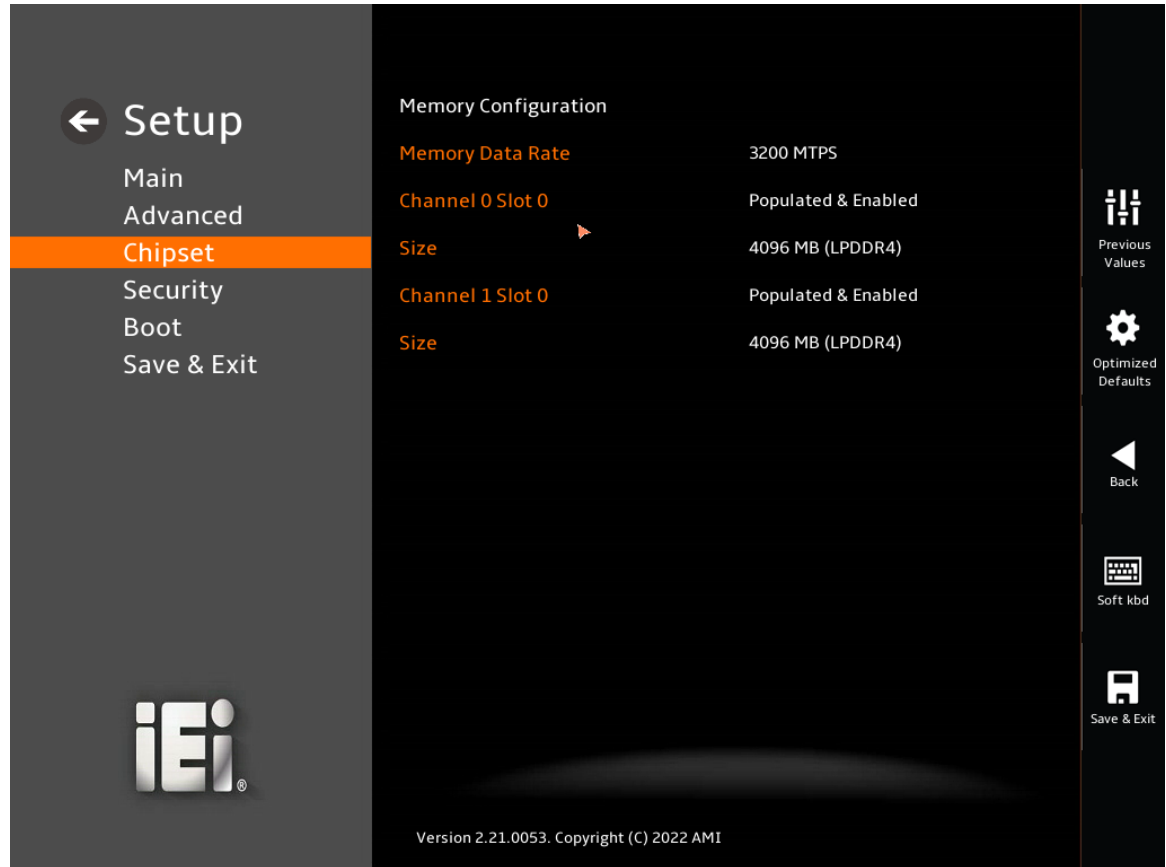 Setup
Main
Advanced
Chipset
Security
Boot
Save & Exit
Memory Configuration
Memory Data Rate 3200 MTPS
Channel 0 Slot 0 Populated & Enabled
Size 4096 MB (LPDDR4)
Channel 1 Slot 0 Populated & Enabled
Size 4096 MB (LPDDR4)
Previous
Values
Optimized
Defaults
Back
Soft kbd
Save & Exit
iEi®
Version 2.21.0053. Copyright (C) 2022 AMI